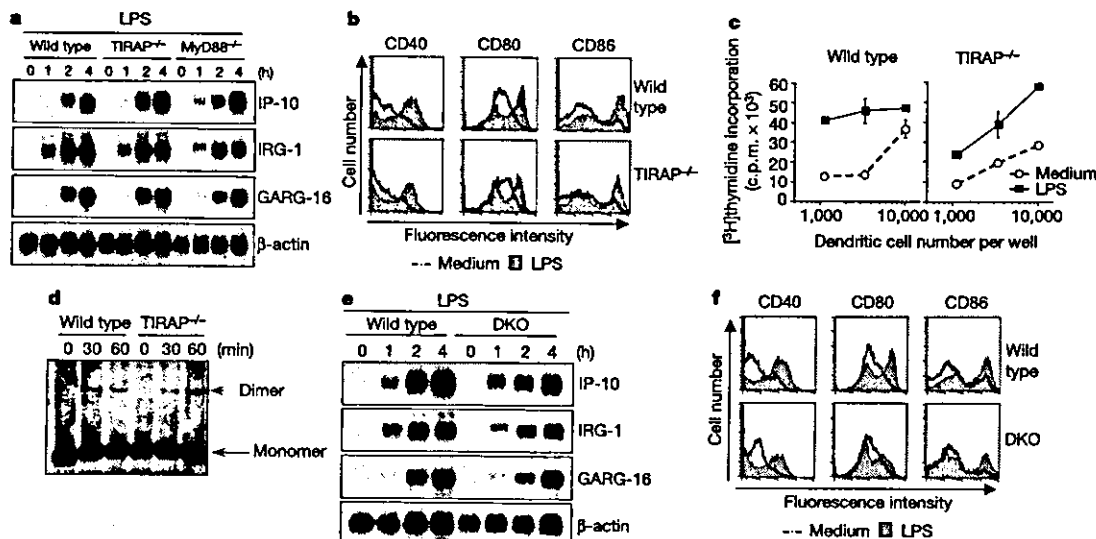 a
LPS
Wild type TIRAP–/– MyD88–/–
0 1 2 4 0 1 2 4 0 1 2 4 (h)
IP-10
IRG-1
GARG-16
β-actin
b
CD40 CD80 CD86
Cell number
Wild type
TIRAP–/–
Fluorescence intensity
Medium LPS
c
Wild type TIRAP–/–
[³H]thymidine incorporation
(c.p.m. × 10³)
60
50
40
30
20
10
0
Medium
LPS
1,000 10,000 1,000 10,000
Dendritic cell number per well
d
Wild type TIRAP–/–
0 30 60 0 30 60 (min)
Dimer
Monomer
e
LPS
Wild type DKO
0 1 2 4 0 1 2 4 (h)
IP-10
IRG-1
GARG-16
β-actin
f
CD40 CD80 CD86
Cell number
Wild type
DKO
Fluorescence intensity
Medium LPS